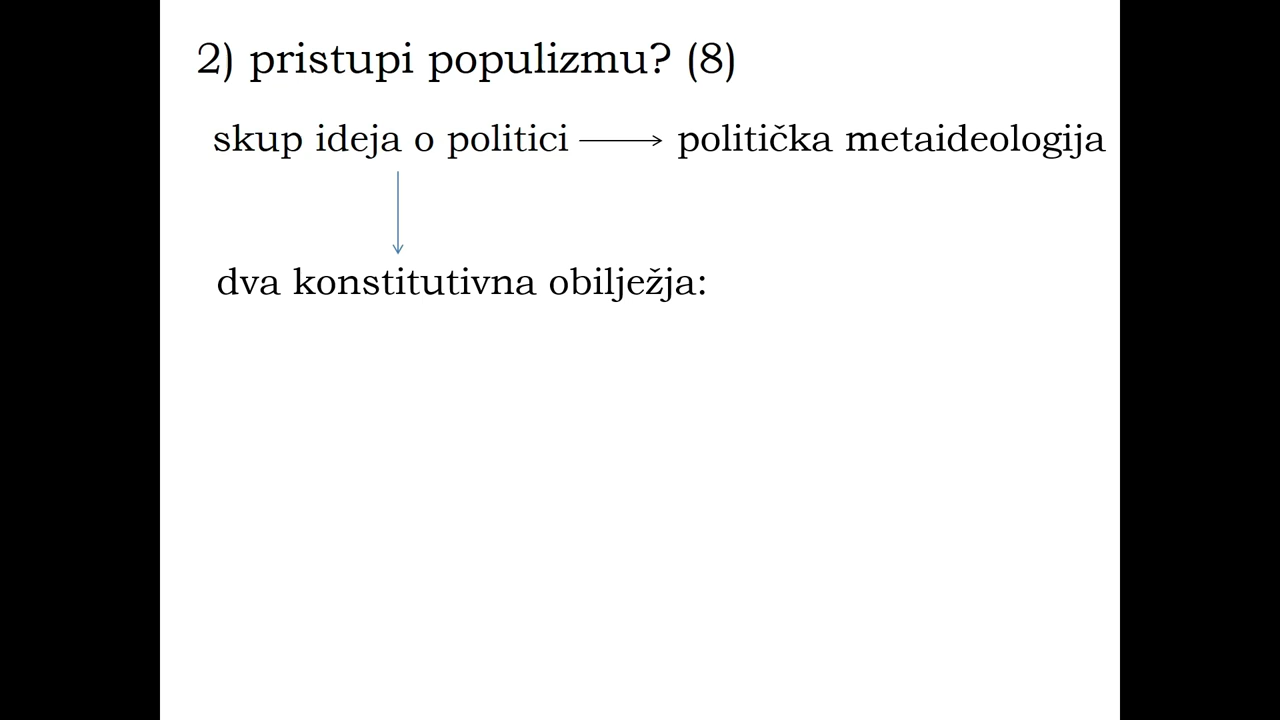 2) pristupi populizmu? (8)
skup ideja o politici politička metaideologija
dva konstitutivna obilježja: